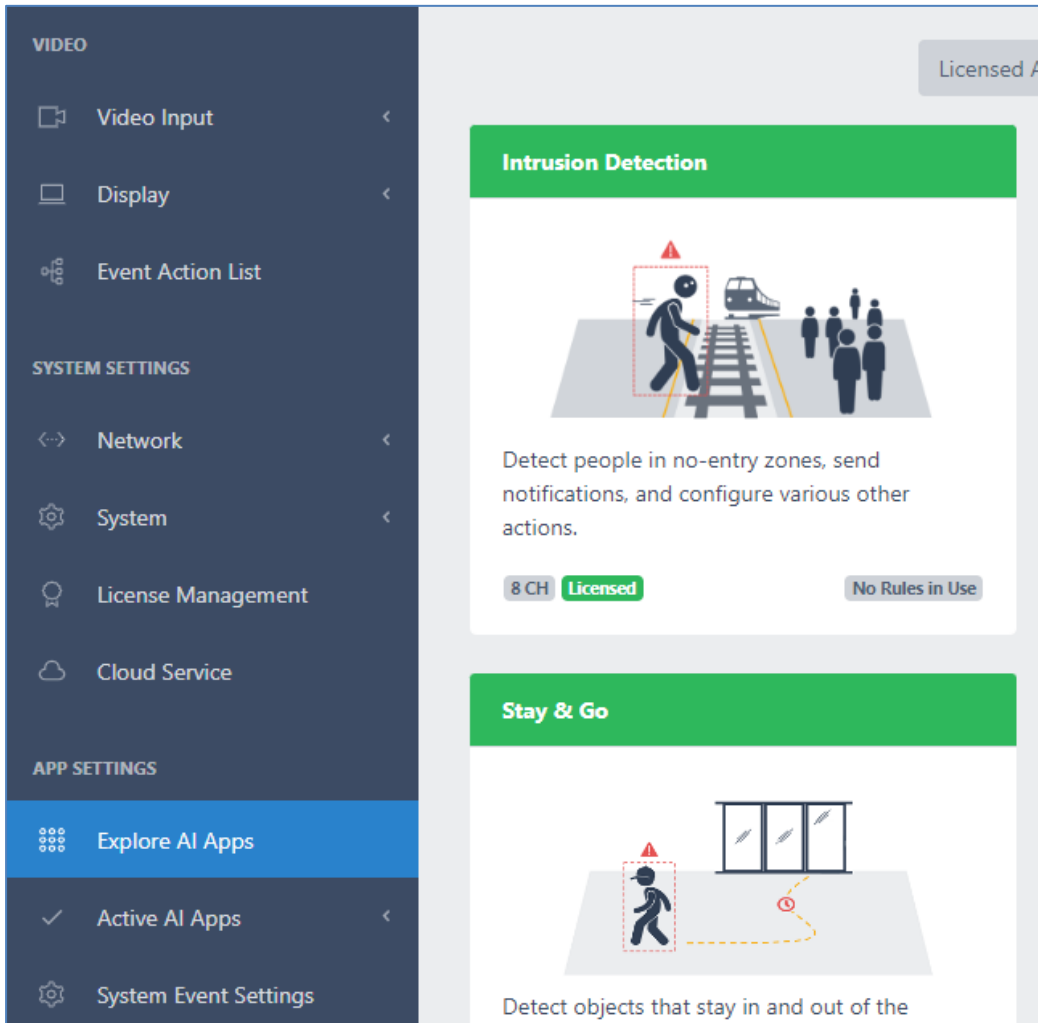 VIDEO
Video Input
Display
Event Action List
SYSTEM SETTINGS
Network
System
License Management
Cloud Service
APP SETTINGS
Explore AI Apps
Active AI Apps
System Event Settings
Licensed A
Intrusion Detection
Detect people in no-entry zones, send
notifications, and configure various other
actions.
8 CH Licensed No Rules in Use
Stay & Go
Detect objects that stay in and out of the